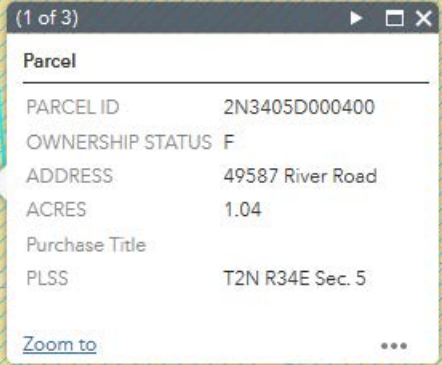 (1 of 3)
Parcel
PARCEL ID 2N3405D000400
OWNERSHIP STATUS F
ADDRESS 49587 River Road
ACRES 1.04
Purchase Title
PLSS T2N R34E Sec. 5
Zoom to